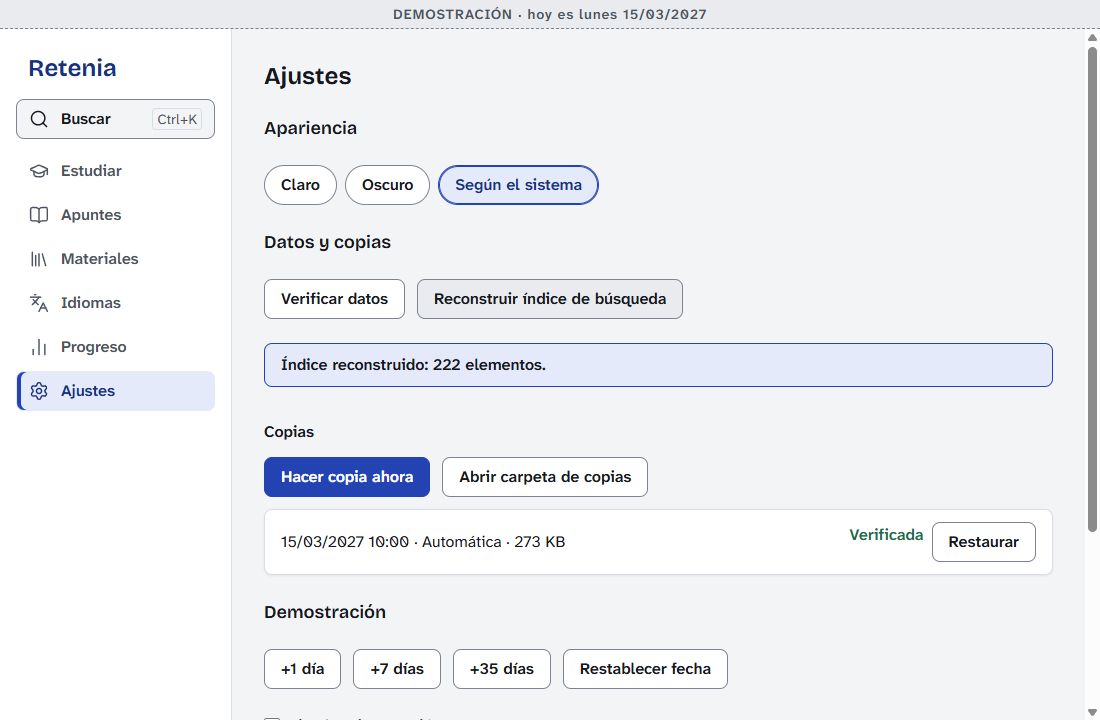 DEMOSTRACIÓN · hoy es lunes 15/03/2027
Retenia
Buscar Ctrl+K
Estudiar
Apuntes
Materiales
Idiomas
Progreso
Ajustes
Ajustes
Apariencia
Claro Oscuro Según el sistema
Datos y copias
Verificar datos Reconstruir índice de búsqueda
Índice reconstruido: 222 elementos.
Copias
Hacer copia ahora Abrir carpeta de copias
15/03/2027 10:00 · Automática · 273 KB Verificada Restaurar
Demostración
+1 día +7 días +35 días Restablecer fecha